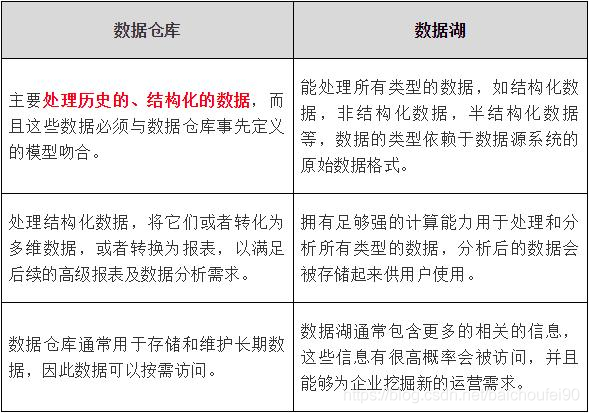 数据仓库
数据湖
主要处理历史的、结构化的数据，而
且这些数据必须与数据仓库事先定义
的模型吻合。
能处理所有类型的数据，如结构化数
据，非结构化数据，半结构化数据
等，数据的类型依赖于数据源系统的
原始数据格式。
处理结构化数据，将它们或者转化为
多维数据，或者转换为报表，以满足
后续的高级报表及数据分析需求。
拥有足够强的计算能力用于处理和分
析所有类型的数据，分析后的数据会
被存储起来供用户使用。
数据仓库通常用于存储和维护长期数
据，因此数据可以按需访问。
数据湖通常包含更多的相关的信息，
这些信息有很高概率会被访问，并且
能够为企业挖掘新的运营需求。
https://blog.csdn.net/baichoufei90